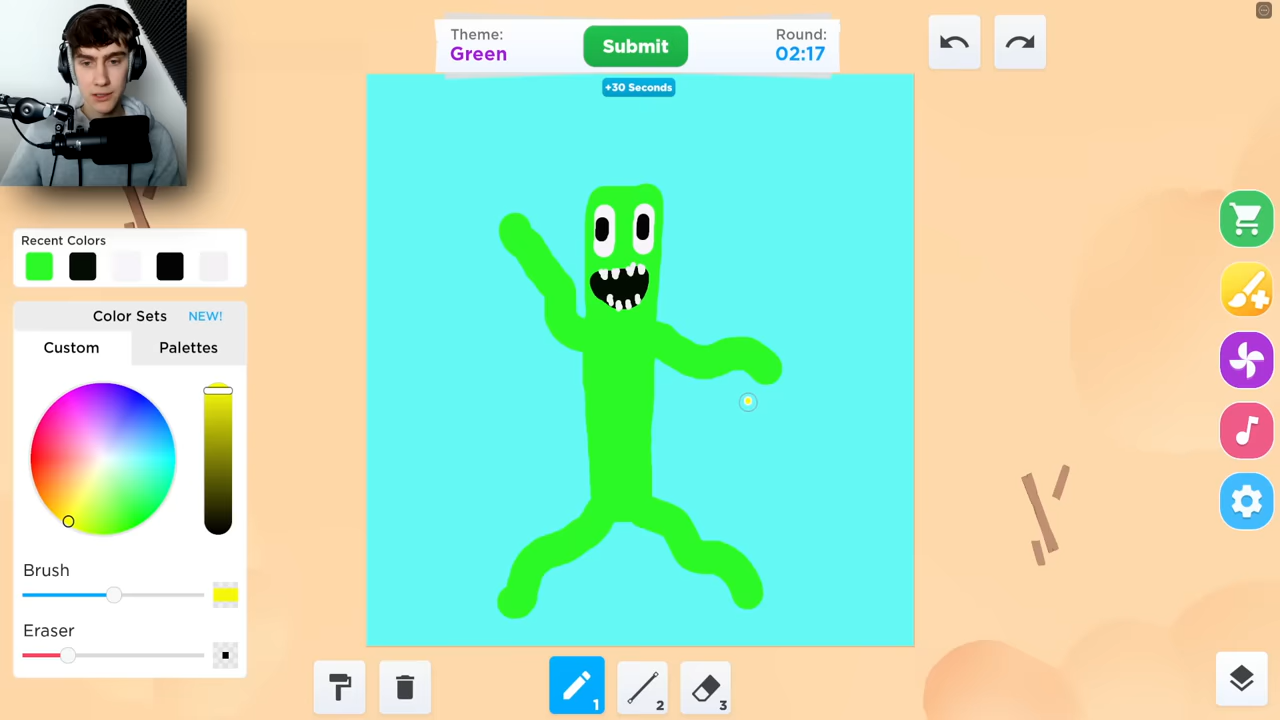 Theme:
Green
Submit
Round:
02:17
+30 Seconds
Recent Colors
Color Sets NEW!
Custom Palettes
Brush
Eraser
1
2
3